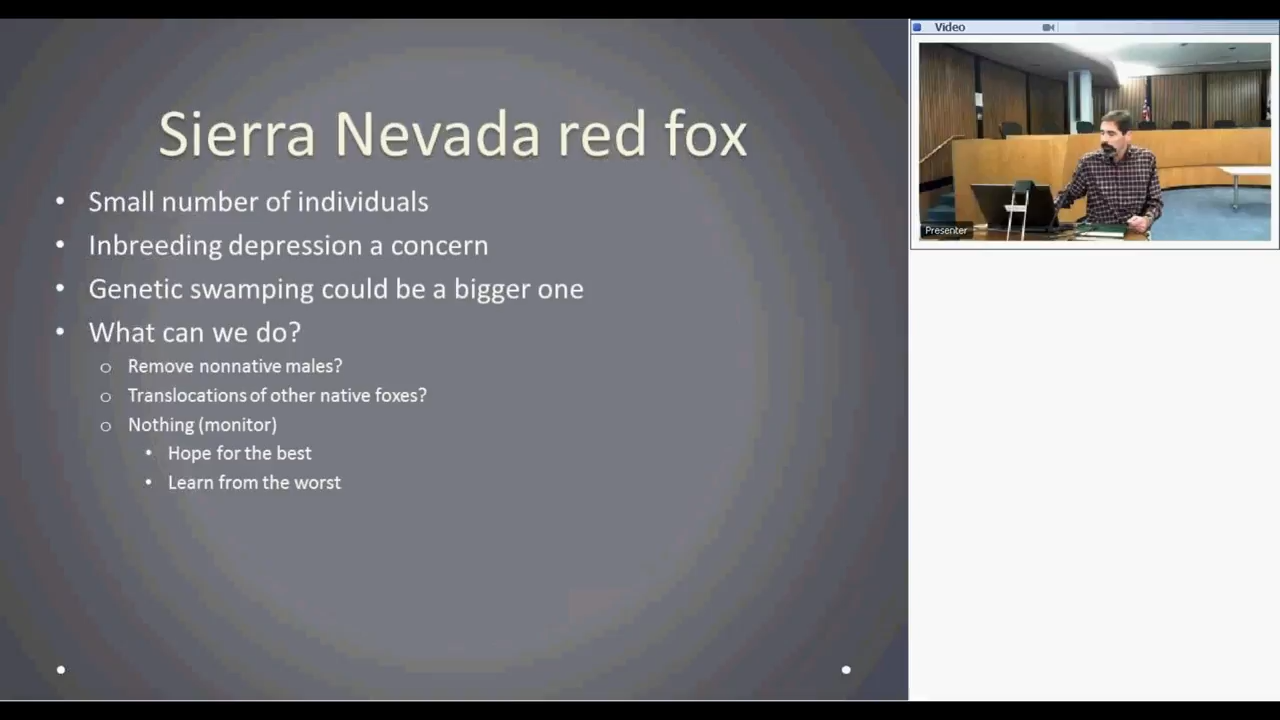 Sierra Nevada red fox
• Small number of individuals
• Inbreeding depression a concern
• Genetic swamping could be a bigger one
• What can we do?
o Remove nonnative males?
o Translocations of other native foxes?
o Nothing (monitor)
• Hope for the best
• Learn from the worst
Video
Presenter